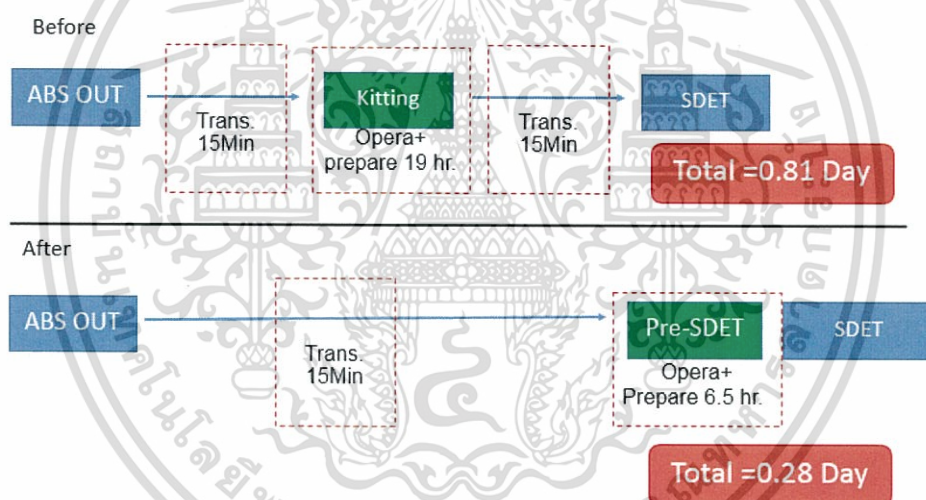 Before
ABS OUT
Trans.
15Min
Kitting
Opera+
prepare 19 hr.
Trans.
15Min
SDET
Total =0.81 Day
After
ABS OUT
Trans.
15Min
Pre-SDET
Opera+
Prepare 6.5 hr.
SDET
Total =0.28 Day